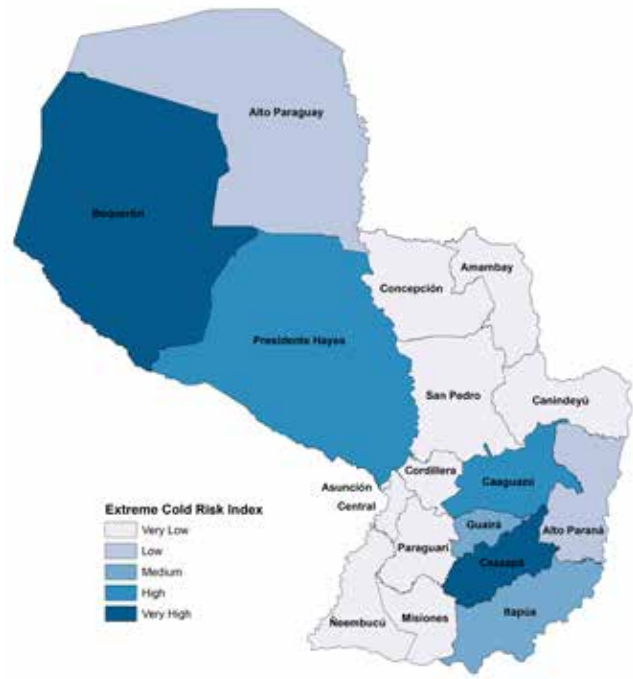 Alto Paraguay
Boquerón
Amambay
Concepción
Presidente Hayes
San Pedro
Canindeyú
Cordillera
Caaguazú
Asunción
Central
Guairá
Alto Paraná
Paraguarí
Caazapá
Itapúa
Ñeembucú
Misiones
Extreme Cold Risk Index
Very Low
Low
Medium
High
Very High